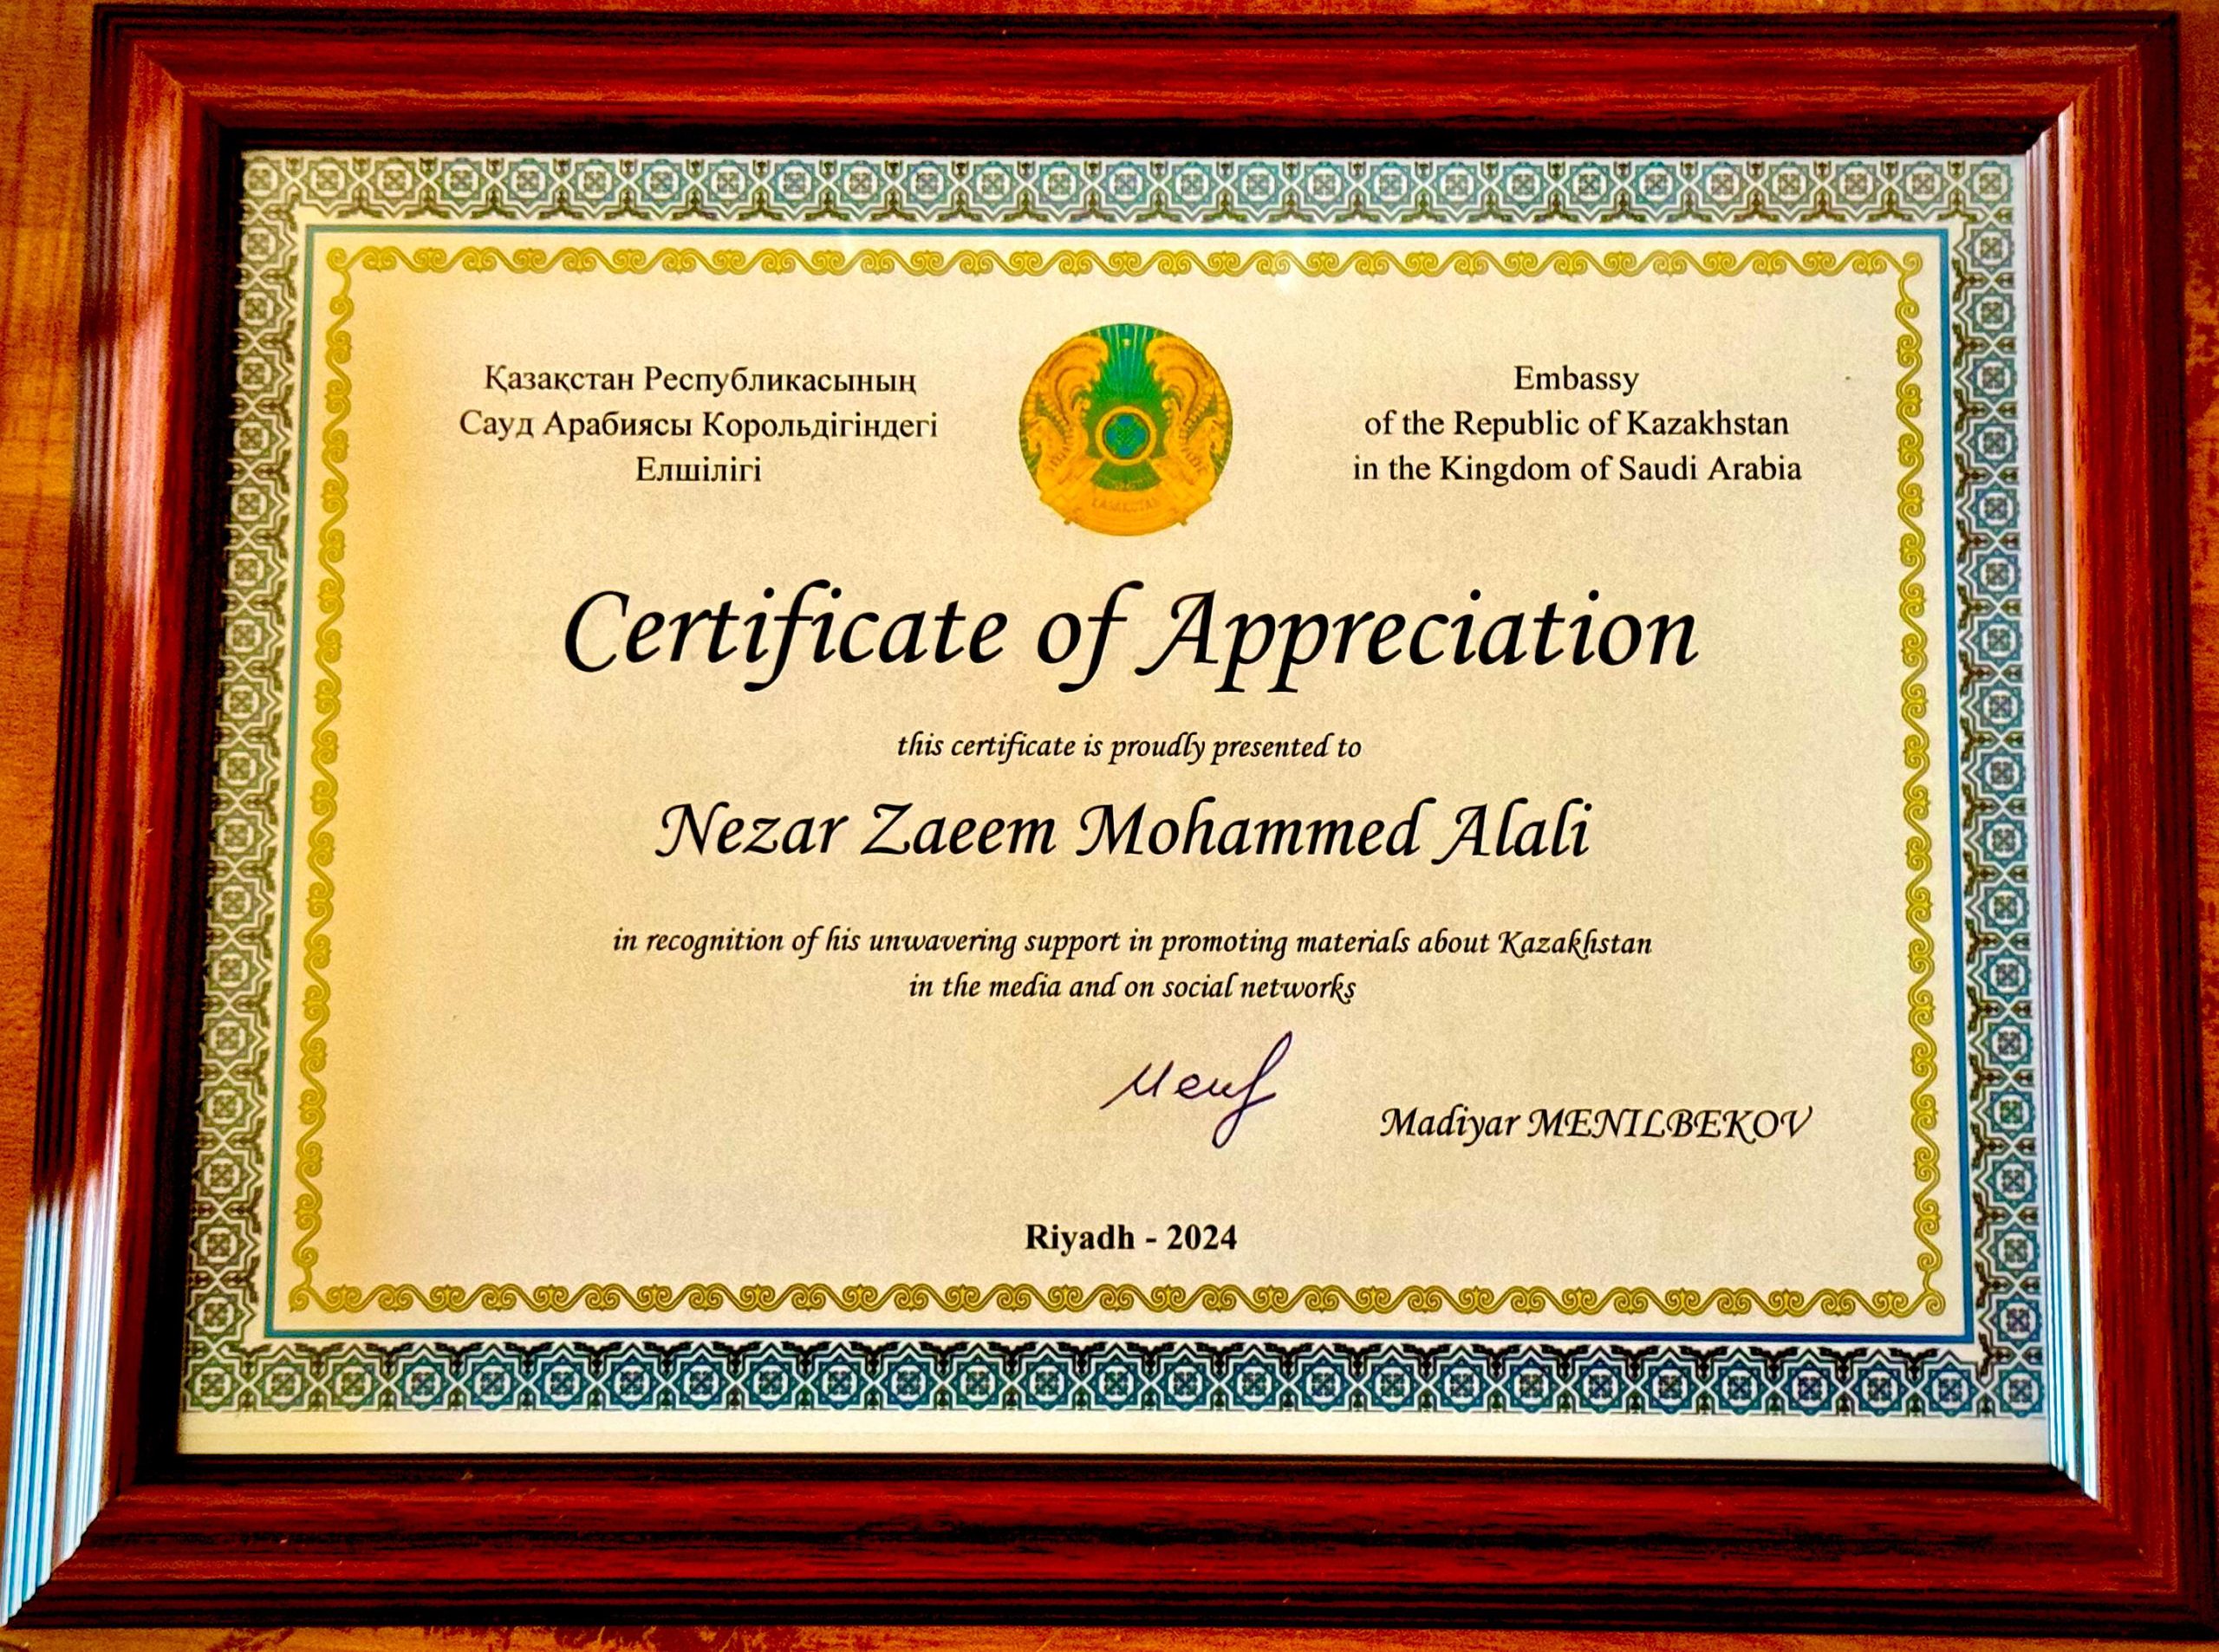 Қазақстан Республикасының
Сауд Арабиясы Корольдігіндегі
Елшілігі
Embassy
of the Republic of Kazakhstan
in the Kingdom of Saudi Arabia
Certificate of Appreciation
this certificate is proudly presented to
Nezar Zaeem Mohammed Alali
in recognition of his unwavering support in promoting materials about Kazakhstan
in the media and on social networks
Madiyar MENILBEKOV
Riyadh - 2024